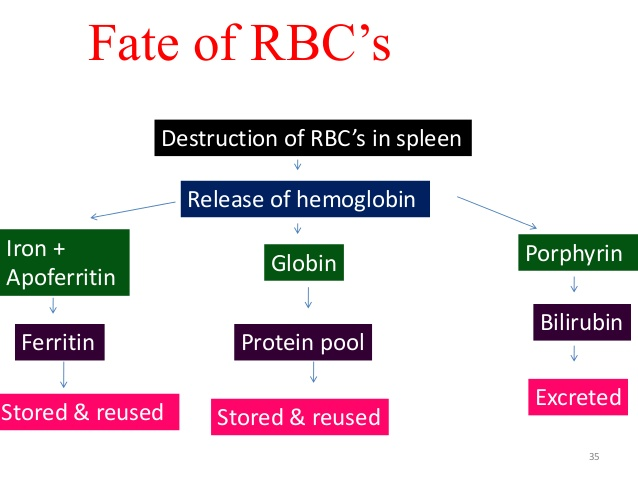 Fate of RBC’s
Destruction of RBC’s in spleen
Release of hemoglobin
Iron +
Apoferritin
Globin
Porphyrin
Ferritin
Protein pool
Bilirubin
Stored & reused
Stored & reused
Excreted
35